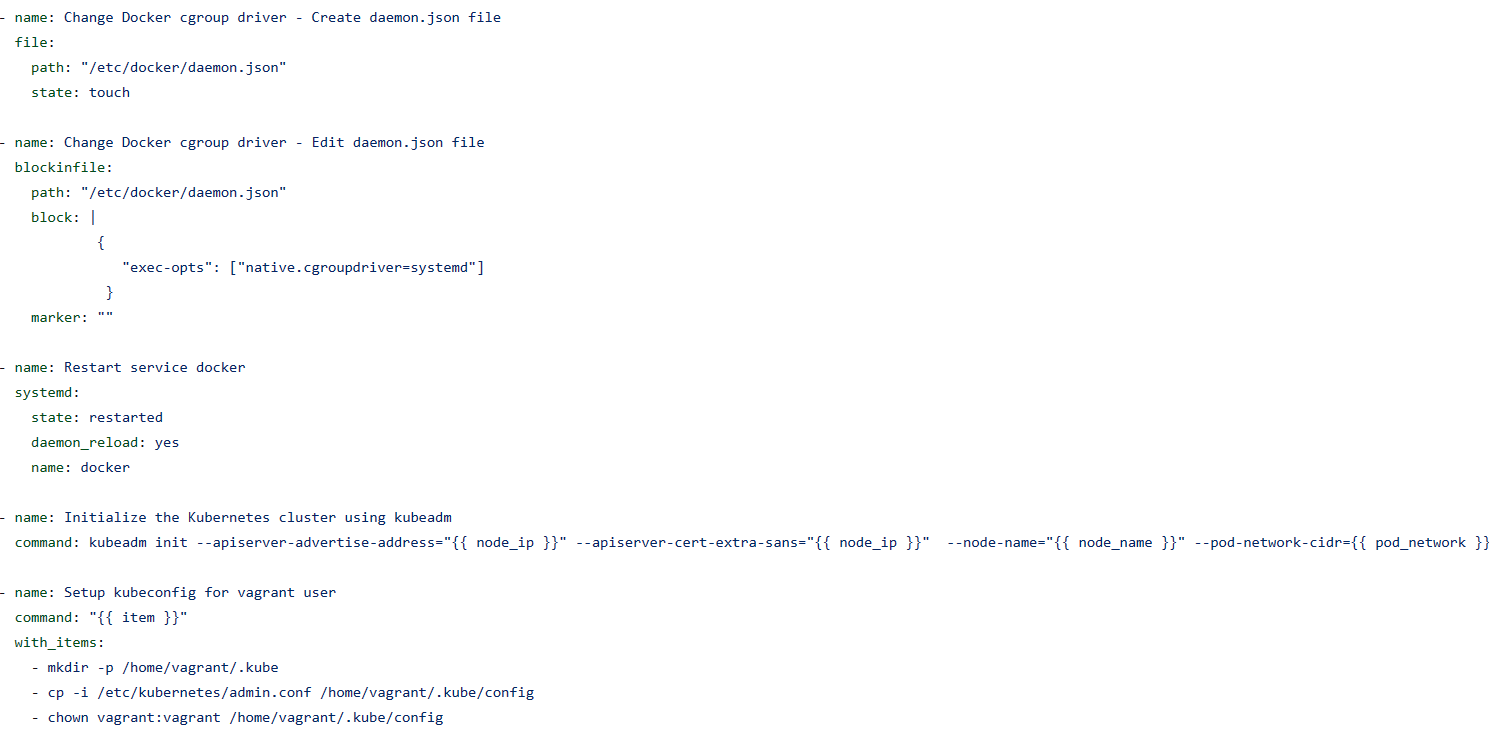 - name: Change Docker cgroup driver - Create daemon.json file
  file:
    path: "/etc/docker/daemon.json"
    state: touch

- name: Change Docker cgroup driver - Edit daemon.json file
  blockinfile:
    path: "/etc/docker/daemon.json"
    block: |
            {
               "exec-opts": ["native.cgroupdriver=systemd"]
             }
    marker: ""

- name: Restart service docker
  systemd:
    state: restarted
    daemon_reload: yes
    name: docker

- name: Initialize the Kubernetes cluster using kubeadm
  command: kubeadm init --apiserver-advertise-address="{{ node_ip }}" --apiserver-cert-extra-sans="{{ node_ip }}"  --node-name="{{ node_name }}" --pod-network-cidr={{ pod_network }}

- name: Setup kubeconfig for vagrant user
  command: "{{ item }}"
  with_items:
    - mkdir -p /home/vagrant/.kube
    - cp -i /etc/kubernetes/admin.conf /home/vagrant/.kube/config
    - chown vagrant:vagrant /home/vagrant/.kube/config